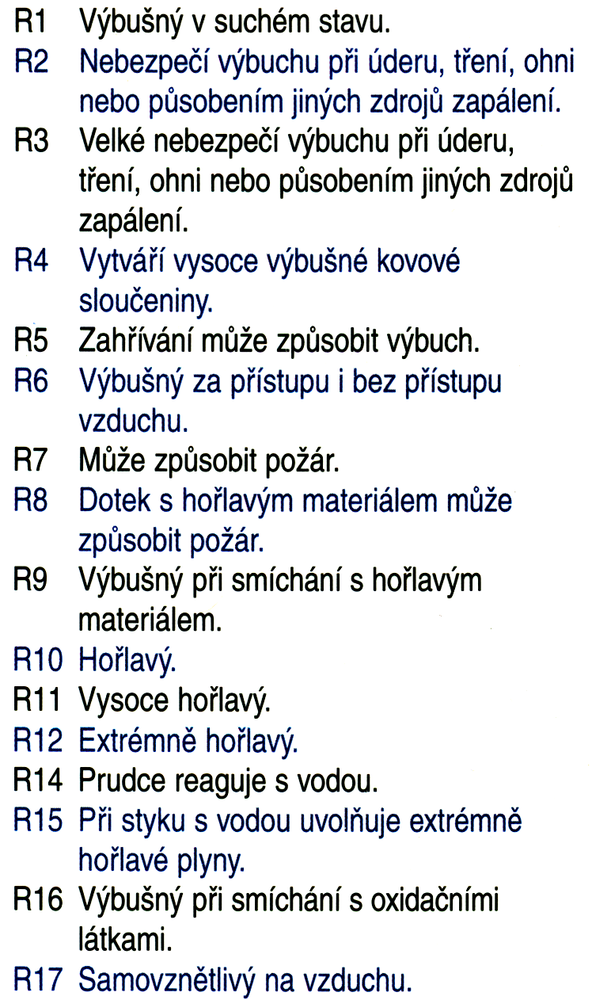 R1 Výbušný v suchém stavu.
R2 Nebezpečí výbuchu při úderu, tření, ohni
nebo působením jiných zdrojů zapálení.
R3 Velké nebezpečí výbuchu při úderu,
tření, ohni nebo působením jiných zdrojů
zapálení.
R4 Vytváří vysoce výbušné kovové
sloučeniny.
R5 Zahřívání může způsobit výbuch.
R6 Výbušný za přístupu i bez přístupu
vzduchu.
R7 Může způsobit požár.
R8 Dotek s hořlavým materiálem může
způsobit požár.
R9 Výbušný při smíchání s hořlavým
materiálem.
R10 Hořlavý.
R11 Vysoce hořlavý.
R12 Extrémně hořlavý.
R14 Prudce reaguje s vodou.
R15 Při styku s vodou uvolňuje extrémně
hořlavé plyny.
R16 Výbušný při smíchání s oxidačními
látkami.
R17 Samovznětlivý na vzduchu.